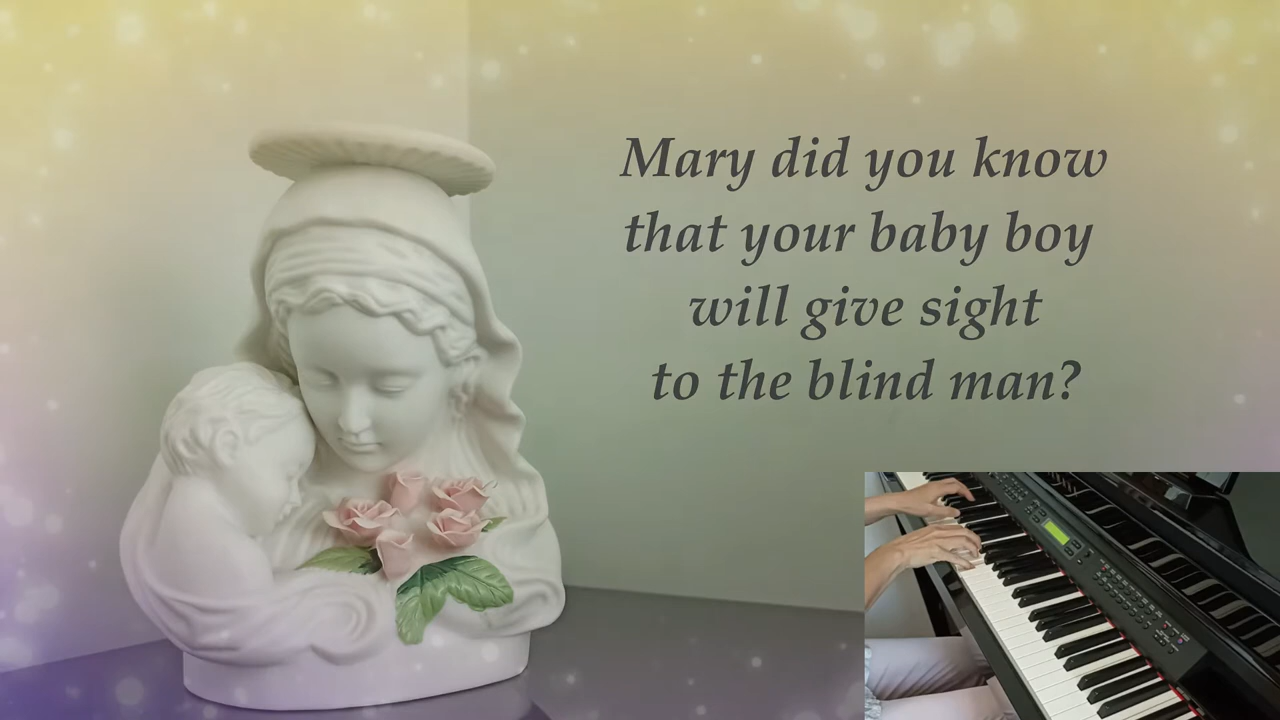 Mary did you know
that your baby boy
will give sight
to the blind man?